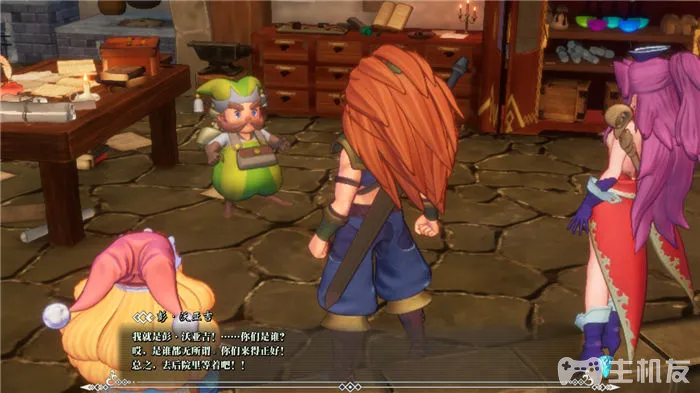 彭·沃亚吉
我就是彭·沃亚吉！……你们是谁？
哎，是谁都无所谓，你们来得正好！
总之，去后院里等着吧！！
主机友